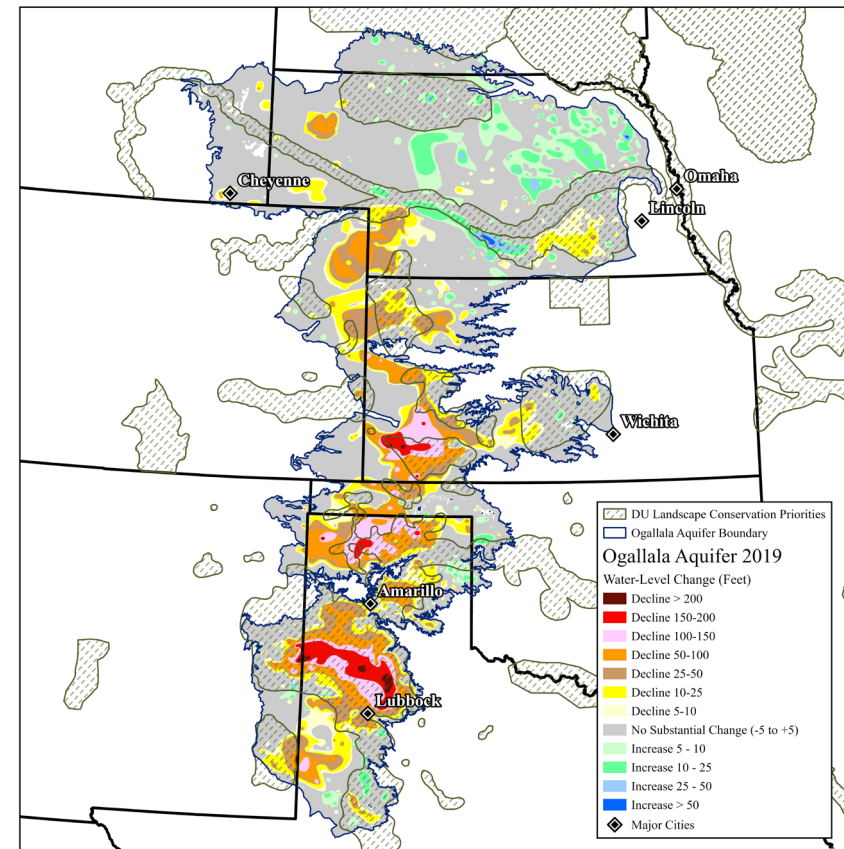 Cheyenne
Omaha
Lincoln
Wichita
Amarillo
Lubbock
DU Landscape Conservation Priorities
Ogallala Aquifer Boundary
Ogallala Aquifer 2019
Water-Level Change (Feet)
Decline > 200
Decline 150-200
Decline 100-150
Decline 50-100
Decline 25-50
Decline 10-25
Decline 5-10
No Substantial Change (-5 to +5)
Increase 5 - 10
Increase 10 - 25
Increase 25 - 50
Increase > 50
Major Cities